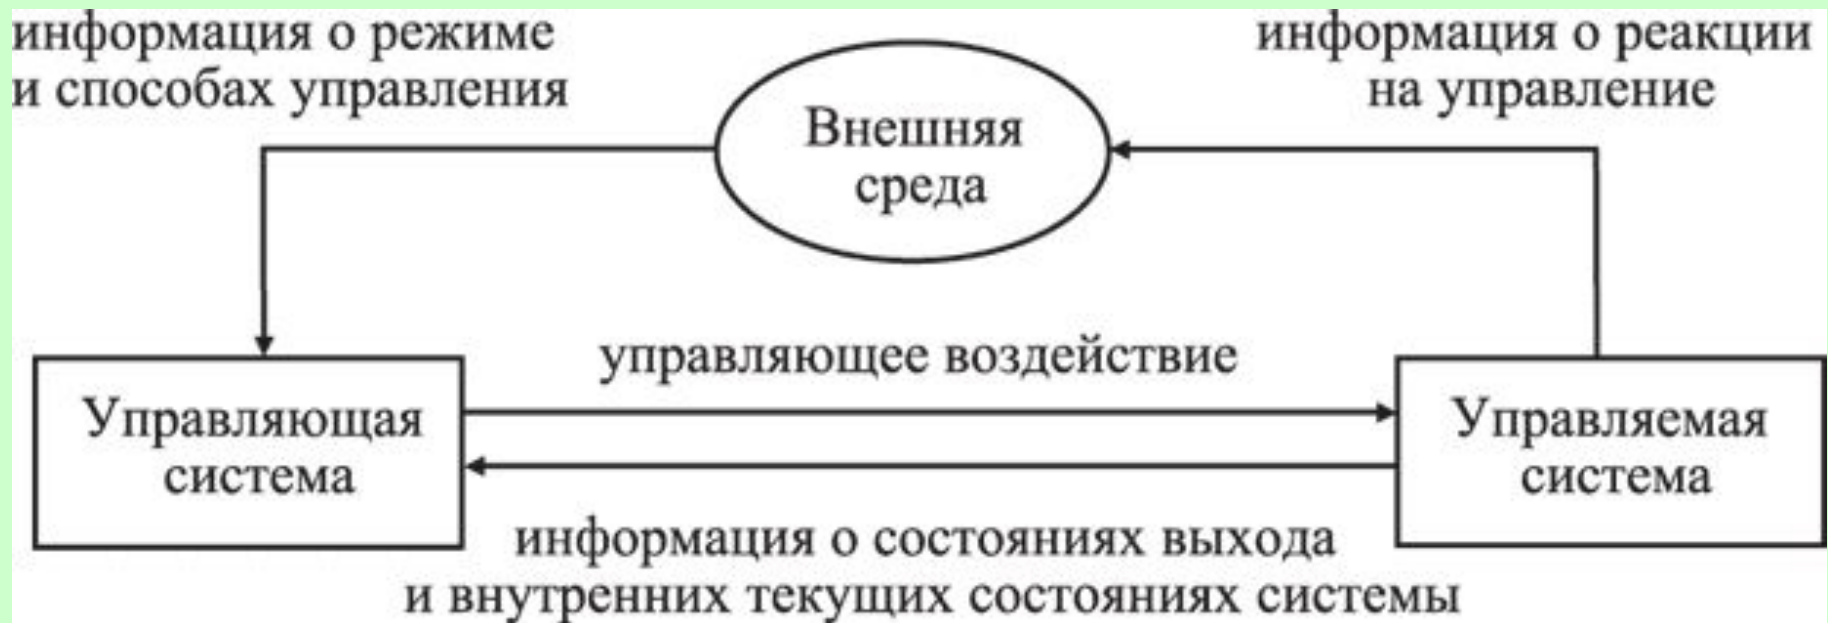 информация о режиме
и способах управления
информация о реакции
на управление
Внешняя
среда
управляющее воздействие
Управляющая
система
Управляемая
система
информация о состояниях выхода
и внутренних текущих состояниях системы